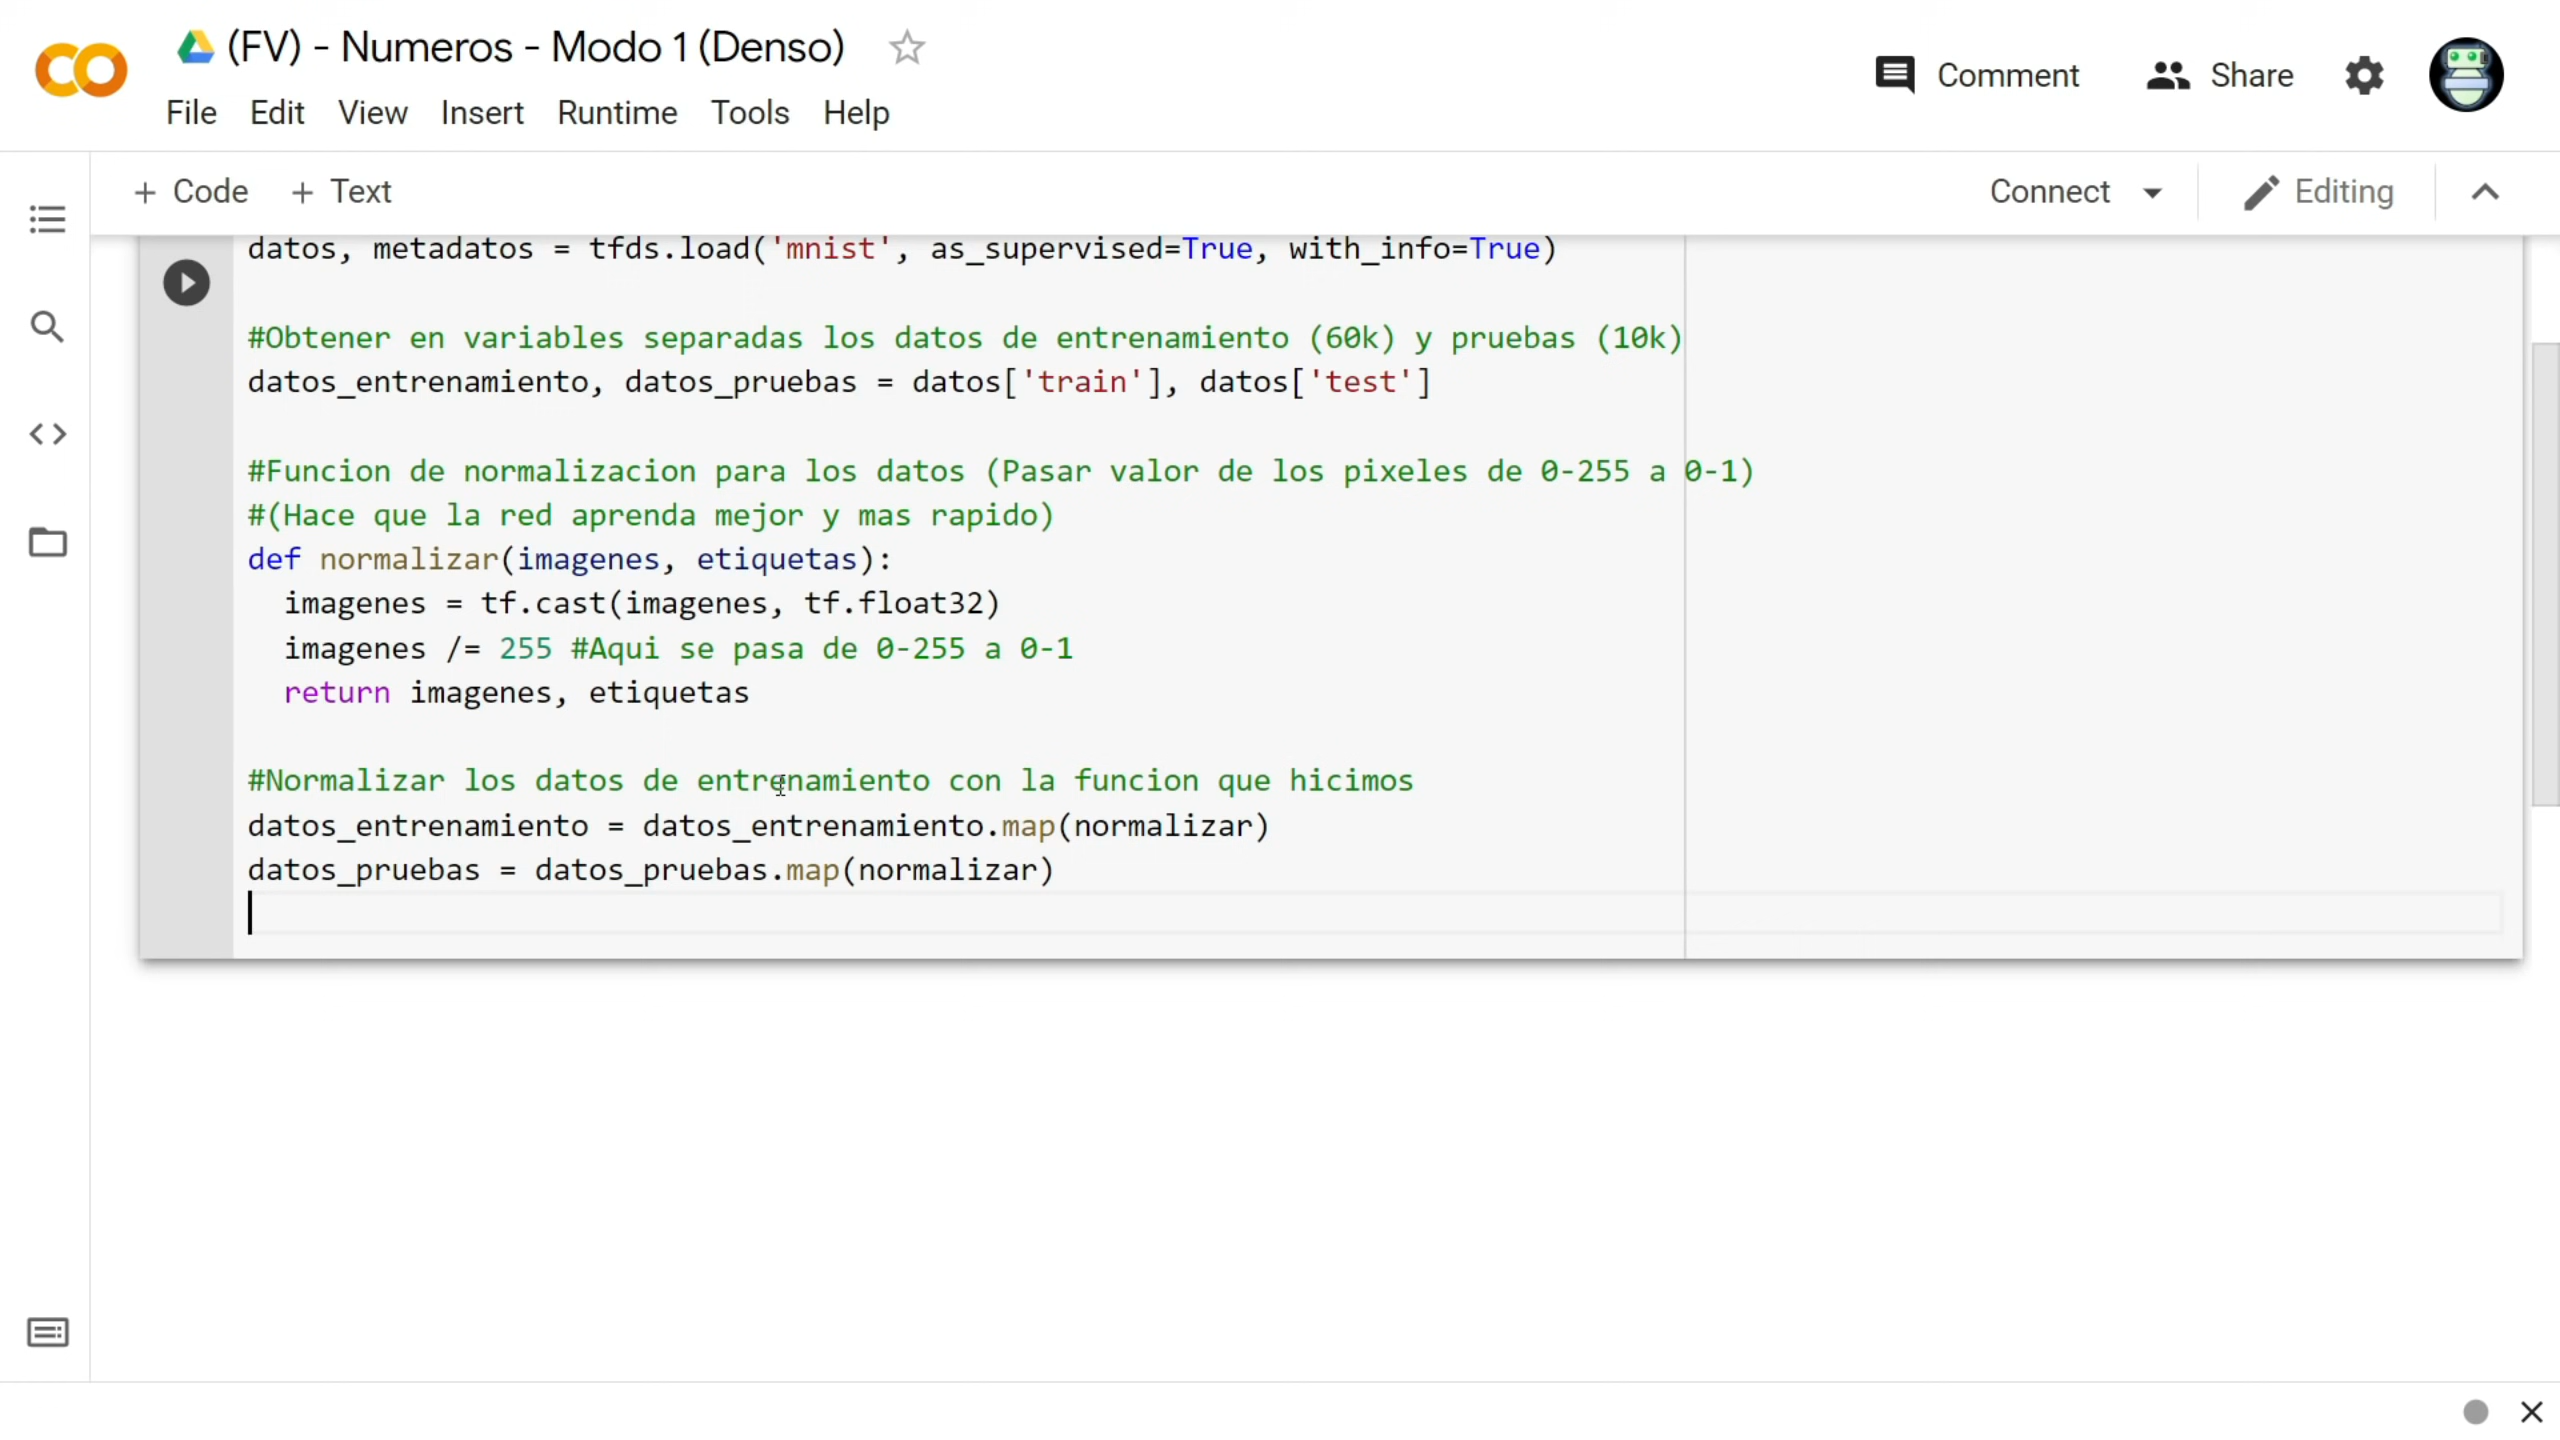 (FV) - Numeros - Modo 1 (Denso)
Comment
Share
File Edit View Insert Runtime Tools Help
+ Code + Text
Connect
Editing
datos, metadatos = tfds.load('mnist', as_supervised=True, with_info=True)
#Obtener en variables separadas los datos de entrenamiento (60k) y pruebas (10k)
datos_entrenamiento, datos_pruebas = datos['train'], datos['test']
#Funcion de normalizacion para los datos (Pasar valor de los pixeles de 0-255 a 0-1)
#(Hace que la red aprenda mejor y mas rapido)
def normalizar(imagenes, etiquetas):
  imagenes = tf.cast(imagenes, tf.float32)
  imagenes /= 255 #Aqui se pasa de 0-255 a 0-1
  return imagenes, etiquetas
#Normalizar los datos de entrenamiento con la funcion que hicimos
datos_entrenamiento = datos_entrenamiento.map(normalizar)
datos_pruebas = datos_pruebas.map(normalizar)